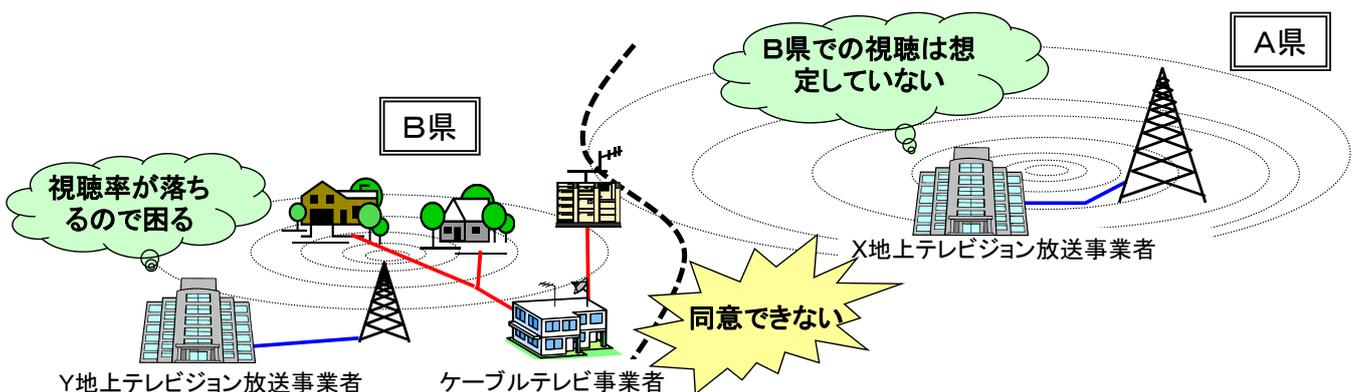 B県での視聴は想
定していない
A県
B県
視聴率が落ち
るので困る
X地上テレビジョン放送事業者
同意できない
Y地上テレビジョン放送事業者
ケーブルテレビ事業者